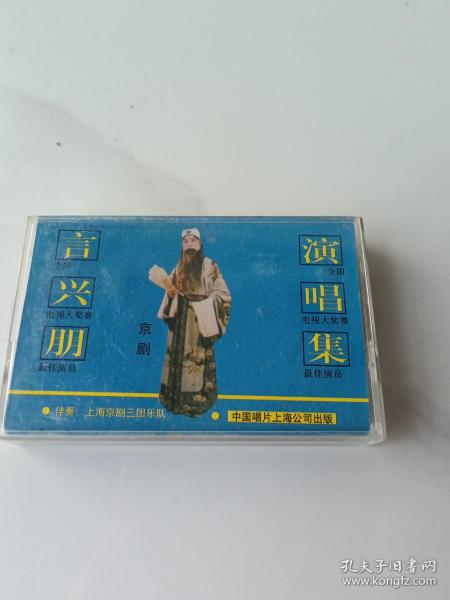 言兴朋
全国
电视大奖赛
最佳演员
京剧
演唱集
全国
电视大奖赛
最佳演员
伴奏：上海京剧三团乐队
中国唱片上海公司出版
孔夫子旧书网
www.kongfz.com